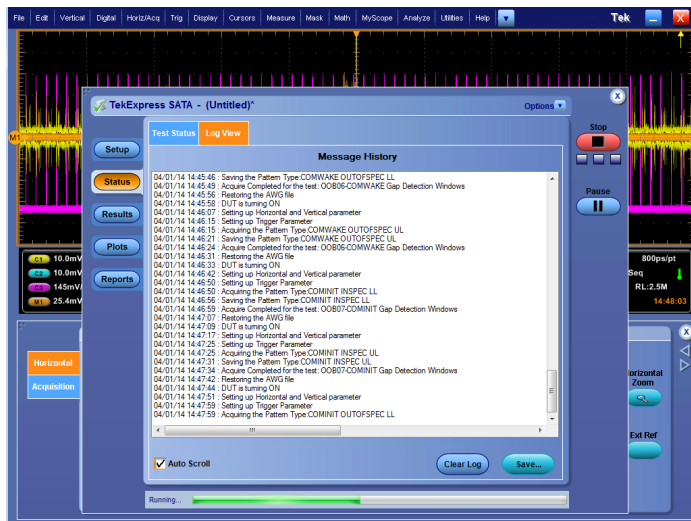 File Edit Vertical Digital Horiz/Acq Trig Display Cursors Measure Mask Math MyScope Analyze Utilities Help Tek X
TekExpress SATA - (Untitled)*
Options
X
Test Status Log View
Message History
Setup
Status
Results
Plots
Reports
04/01/14 14:45:46 : Saving the Pattern Type:COMWAKE OUTOFSPEC LL
04/01/14 14:45:49 : Acquire Completed for the test: OOB06-COMWAKE Gap Detection Windows
04/01/14 14:45:56 : Restoring the AWG file
04/01/14 14:45:58 : DUT is turning ON
04/01/14 14:46:07 : Setting up Horizontal and Vertical parameter
04/01/14 14:46:15 : Setting up Trigger Parameter
04/01/14 14:46:15 : Acquiring the Pattern Type:COMWAKE OUTOFSPEC UL
04/01/14 14:46:21 : Saving the Pattern Type:COMWAKE OUTOFSPEC UL
04/01/14 14:46:24 : Acquire Completed for the test: OOB06-COMWAKE Gap Detection Windows
04/01/14 14:46:31 : Restoring the AWG file
04/01/14 14:46:33 : DUT is turning ON
04/01/14 14:46:42 : Setting up Horizontal and Vertical parameter
04/01/14 14:46:50 : Setting up Trigger Parameter
04/01/14 14:46:50 : Acquiring the Pattern Type:COMINIT INSPEC LL
04/01/14 14:46:56 : Saving the Pattern Type:COMINIT INSPEC LL
04/01/14 14:46:59 : Acquire Completed for the test: OOB07-COMINIT Gap Detection Windows
04/01/14 14:47:07 : Restoring the AWG file
04/01/14 14:47:09 : DUT is turning ON
04/01/14 14:47:17 : Setting up Horizontal and Vertical parameter
04/01/14 14:47:25 : Setting up Trigger Parameter
04/01/14 14:47:25 : Acquiring the Pattern Type:COMINIT INSPEC UL
04/01/14 14:47:31 : Saving the Pattern Type:COMINIT INSPEC UL
04/01/14 14:47:34 : Acquire Completed for the test: OOB07-COMINIT Gap Detection Windows
04/01/14 14:47:42 : Restoring the AWG file
04/01/14 14:47:44 : DUT is turning ON
04/01/14 14:47:51 : Setting up Horizontal and Vertical parameter
04/01/14 14:47:59 : Setting up Trigger Parameter
04/01/14 14:47:59 : Acquiring the Pattern Type:COMINIT OUTOFSPEC LL
Auto Scroll
Clear Log Save...
Running...
Stop
Pause
M1
C1 10.0mV
C2 10.0mV
C3 145mV/
M1 25.4mV
800ps/pt
Seq
RL:2.5M
14:48:03
Horizontal
Acquisition
X
orizontal
Zoom
Ext Ref